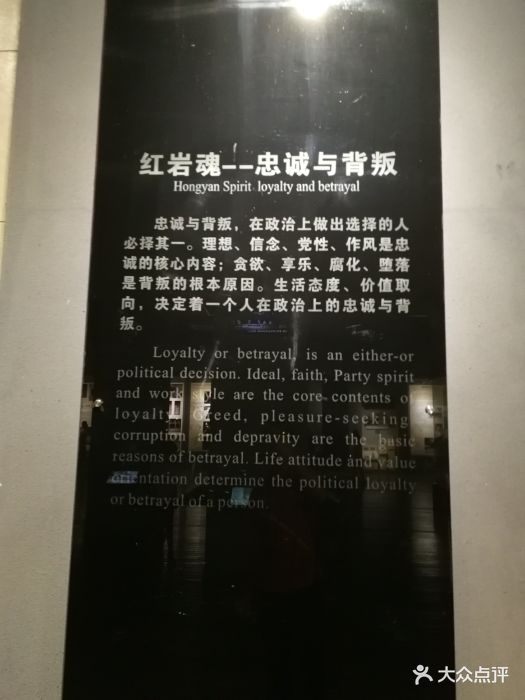 红岩魂--忠诚与背叛
Hongyan Spirit loyalty and betrayal
忠诚与背叛，在政治上做出选择的人
必择其一。理想、信念、党性、作风是忠
诚的核心内容；贪欲、享乐、腐化、堕落
是背叛的根本原因。生活态度、价值取
向，决定着一个人在政治上的忠诚与背
叛。
Loyalty or betrayal, is an either-or
political decision. Ideal, faith, Party spirit
and work style are the core contents of
loyalty. Greed, pleasure-seeking,
corruption and depravity are the basic
reasons of betrayal. Life attitude and value
orientation determine the political loyalty
or betrayal of a person.
大众点评